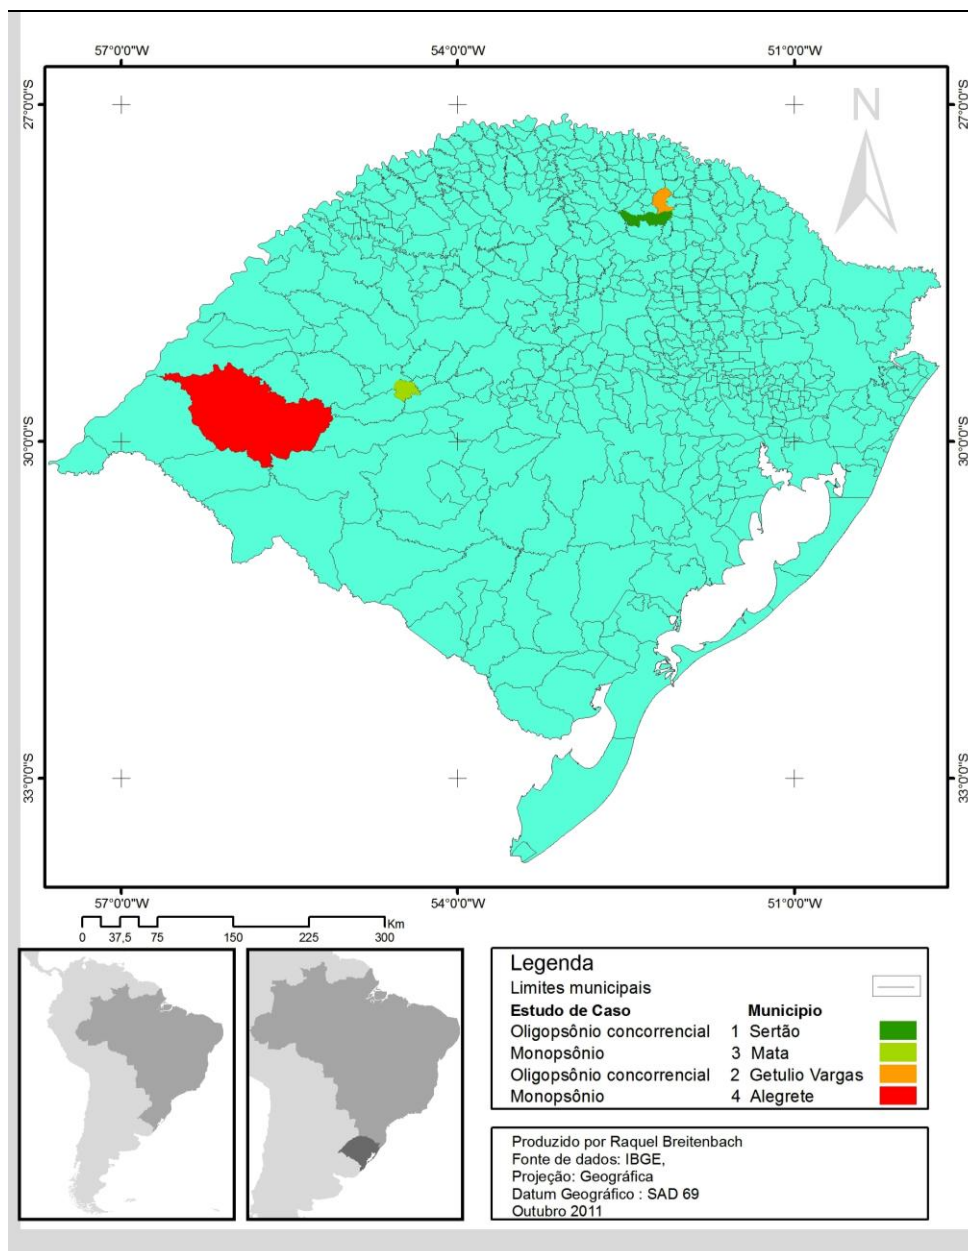 57°0'0"W 54°0'0"W 51°0'0"W
27°0'0"S 27°0'0"S
N
30°0'0"S 30°0'0"S
33°0'0"S 33°0'0"S
57°0'0"W 54°0'0"W 51°0'0"W
Km
0 37,5 75 150 225 300
Legenda
Limites municipais
Estudo de Caso Municipio
Oligopsônio concorrencial 1 Sertão
Monopsônio 3 Mata
Oligopsônio concorrencial 2 Getulio Vargas
Monopsônio 4 Alegrete
Produzido por Raquel Breitenbach
Fonte de dados: IBGE,
Projeção: Geográfica
Datum Geográfico : SAD 69
Outubro 2011